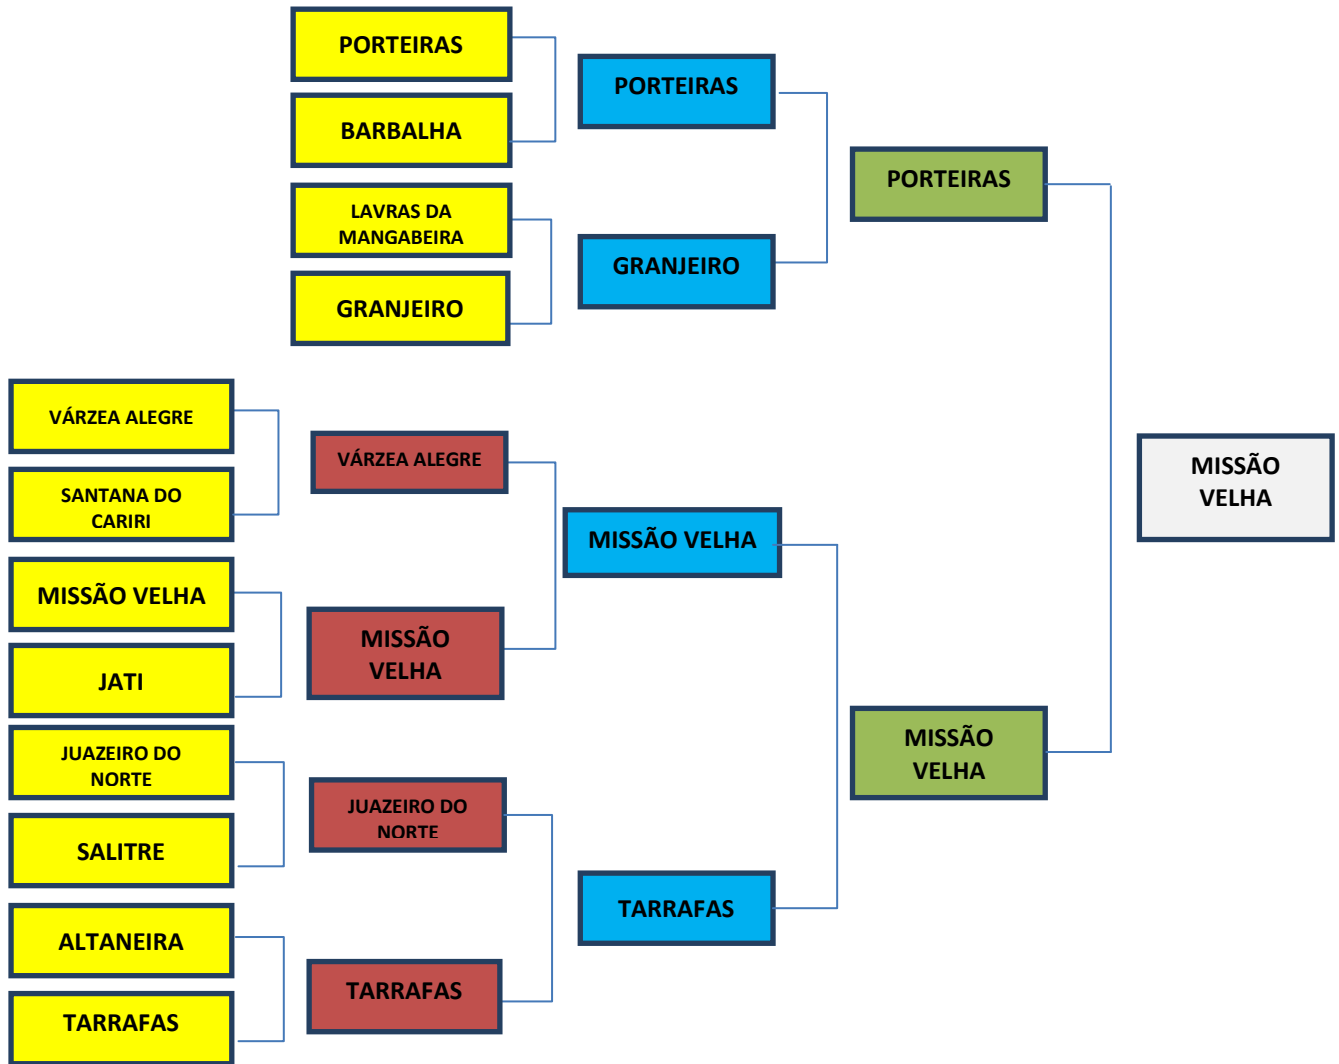 PORTEIRAS
BARBALHA
LAVRAS DA
MANGABEIRA
GRANJEIRO
PORTEIRAS
GRANJEIRO
PORTEIRAS
VÁRZEA ALEGRE
SANTANA DO
CARIRI
MISSÃO VELHA
JATI
JUAZEIRO DO
NORTE
SALITRE
ALTANEIRA
TARRAFAS
VÁRZEA ALEGRE
MISSÃO
VELHA
JUAZEIRO DO
NORTE
TARRAFAS
MISSÃO VELHA
TARRAFAS
MISSÃO
VELHA
MISSÃO
VELHA